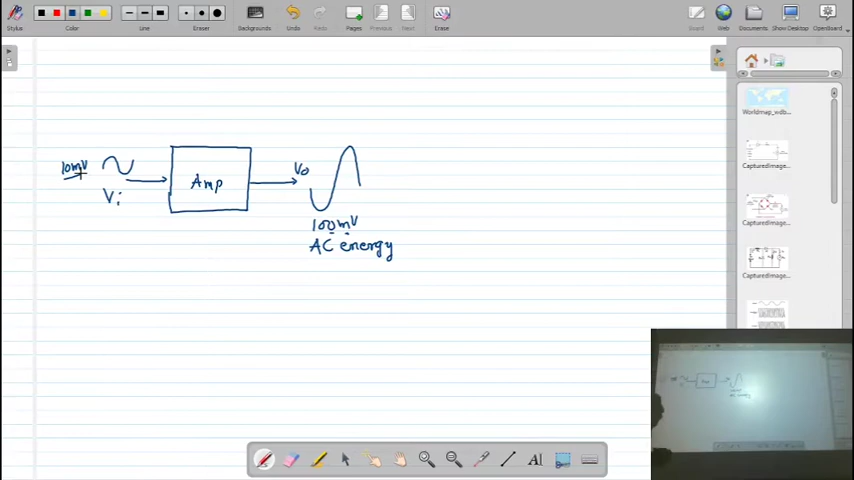 Stylus
Color
Line
Eraser
Backgrounds
Undo
Redo
Pages
Previous
Next
Erase
Board
Web
Documents
Show Desktop
OpenBoard
10mV
Vi
Amp
Vo
100mV
AC energy
Worldmap_wdb...
CapturedImage...
CapturedImage...
CapturedImage...